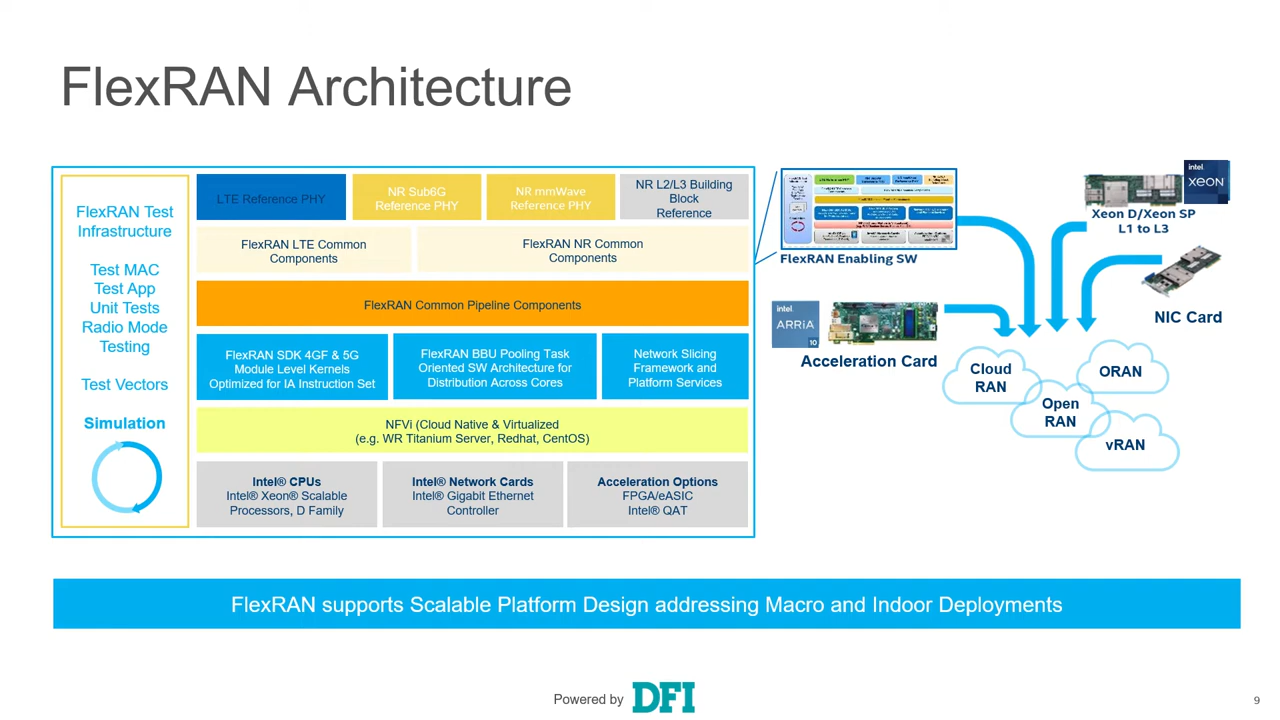 FlexRAN Architecture
FlexRAN Test
Infrastructure
Test MAC
Test App
Unit Tests
Radio Mode
Testing
Test Vectors
Simulation
LTE Reference PHY
NR Sub6G
Reference PHY
NR mmWave
Reference PHY
NR L2/L3 Building
Block
Reference
FlexRAN LTE Common
Components
FlexRAN NR Common
Components
FlexRAN Common Pipeline Components
FlexRAN SDK 4GF & 5G
Module Level Kernels
Optimized for IA Instruction Set
FlexRAN BBU Pooling Task
Oriented SW Architecture for
Distribution Across Cores
Network Slicing
Framework and
Platform Services
NFVi (Cloud Native & Virtualized
(e.g. WR Titanium Server, Redhat, CentOS)
Intel® CPUs
Intel® Xeon® Scalable
Processors, D Family
Intel® Network Cards
Intel® Gigabit Ethernet
Controller
Acceleration Options
FPGA/eASIC
Intel® QAT
FlexRAN Enabling SW
intel
XEON
Xeon D/Xeon SP
L1 to L3
intel
ARRiA
10
Acceleration Card
NIC Card
Cloud
RAN
ORAN
Open
RAN
vRAN
FlexRAN supports Scalable Platform Design addressing Macro and Indoor Deployments
Powered by DFI
9